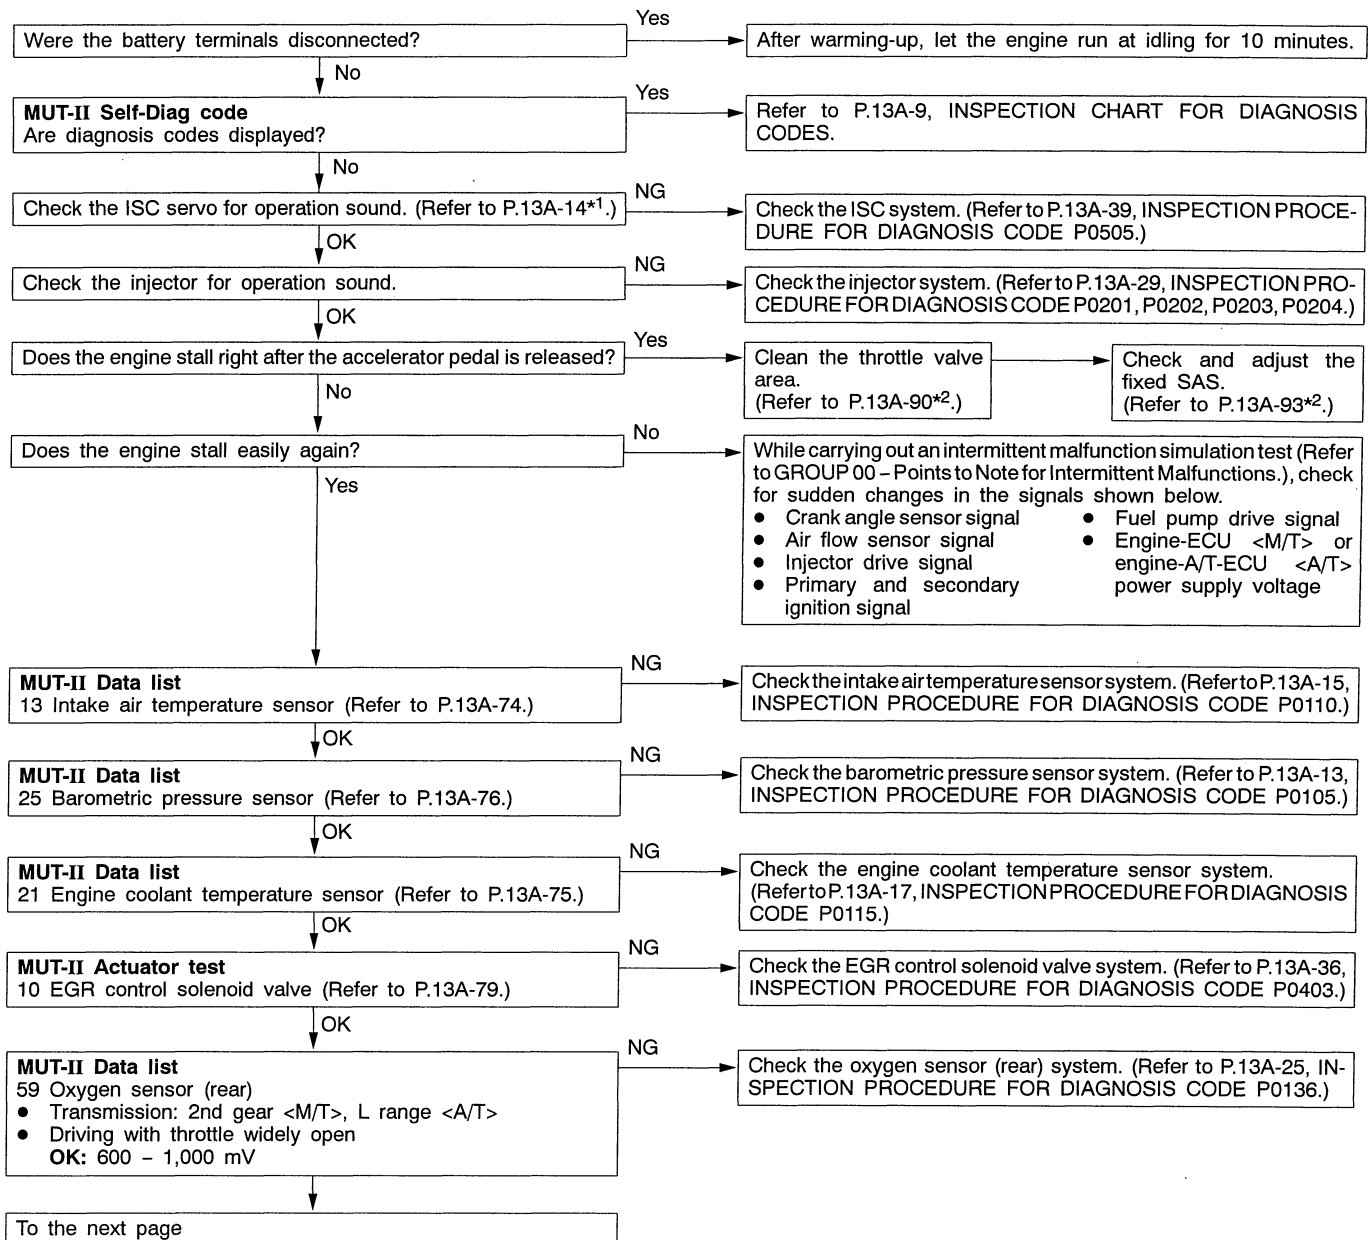 Were the battery terminals disconnected?
Yes
After warming-up, let the engine run at idling for 10 minutes.
No
MUT-II Self-Diag code
Are diagnosis codes displayed?
Yes
Refer to P.13A-9, INSPECTION CHART FOR DIAGNOSIS
CODES.
No
Check the ISC servo for operation sound. (Refer to P.13A-14*1.)
NG
Check the ISC system. (Refer to P.13A-39, INSPECTION PROCE-
DURE FOR DIAGNOSIS CODE P0505.)
OK
Check the injector for operation sound.
NG
Check the injector system. (Refer to P.13A-29, INSPECTION PRO-
CEDURE FOR DIAGNOSIS CODE P0201, P0202, P0203, P0204.)
OK
Does the engine stall right after the accelerator pedal is released?
Yes
Clean the throttle valve
area.
(Refer to P.13A-90*2.)
Check and adjust the
fixed SAS.
(Refer to P.13A-93*2.)
No
Does the engine stall easily again?
No
While carrying out an intermittent malfunction simulation test (Refer
to GROUP 00 – Points to Note for Intermittent Malfunctions.), check
for sudden changes in the signals shown below.
● Crank angle sensor signal
● Air flow sensor signal
● Injector drive signal
● Primary and secondary
ignition signal
● Fuel pump drive signal
● Engine-ECU <M/T> or
engine-A/T-ECU <A/T>
power supply voltage
Yes
MUT-II Data list
13 Intake air temperature sensor (Refer to P.13A-74.)
NG
Check the intake air temperature sensor system. (Refer to P.13A-15,
INSPECTION PROCEDURE FOR DIAGNOSIS CODE P0110.)
OK
MUT-II Data list
25 Barometric pressure sensor (Refer to P.13A-76.)
NG
Check the barometric pressure sensor system. (Refer to P.13A-13,
INSPECTION PROCEDURE FOR DIAGNOSIS CODE P0105.)
OK
MUT-II Data list
21 Engine coolant temperature sensor (Refer to P.13A-75.)
NG
Check the engine coolant temperature sensor system.
(Refer to P.13A-17, INSPECTION PROCEDURE FOR DIAGNOSIS
CODE P0115.)
OK
MUT-II Actuator test
10 EGR control solenoid valve (Refer to P.13A-79.)
NG
Check the EGR control solenoid valve system. (Refer to P.13A-36,
INSPECTION PROCEDURE FOR DIAGNOSIS CODE P0403.)
OK
MUT-II Data list
59 Oxygen sensor (rear)
● Transmission: 2nd gear <M/T>, L range <A/T>
● Driving with throttle widely open
OK: 600 – 1,000 mV
NG
Check the oxygen sensor (rear) system. (Refer to P.13A-25, IN-
SPECTION PROCEDURE FOR DIAGNOSIS CODE P0136.)
To the next page